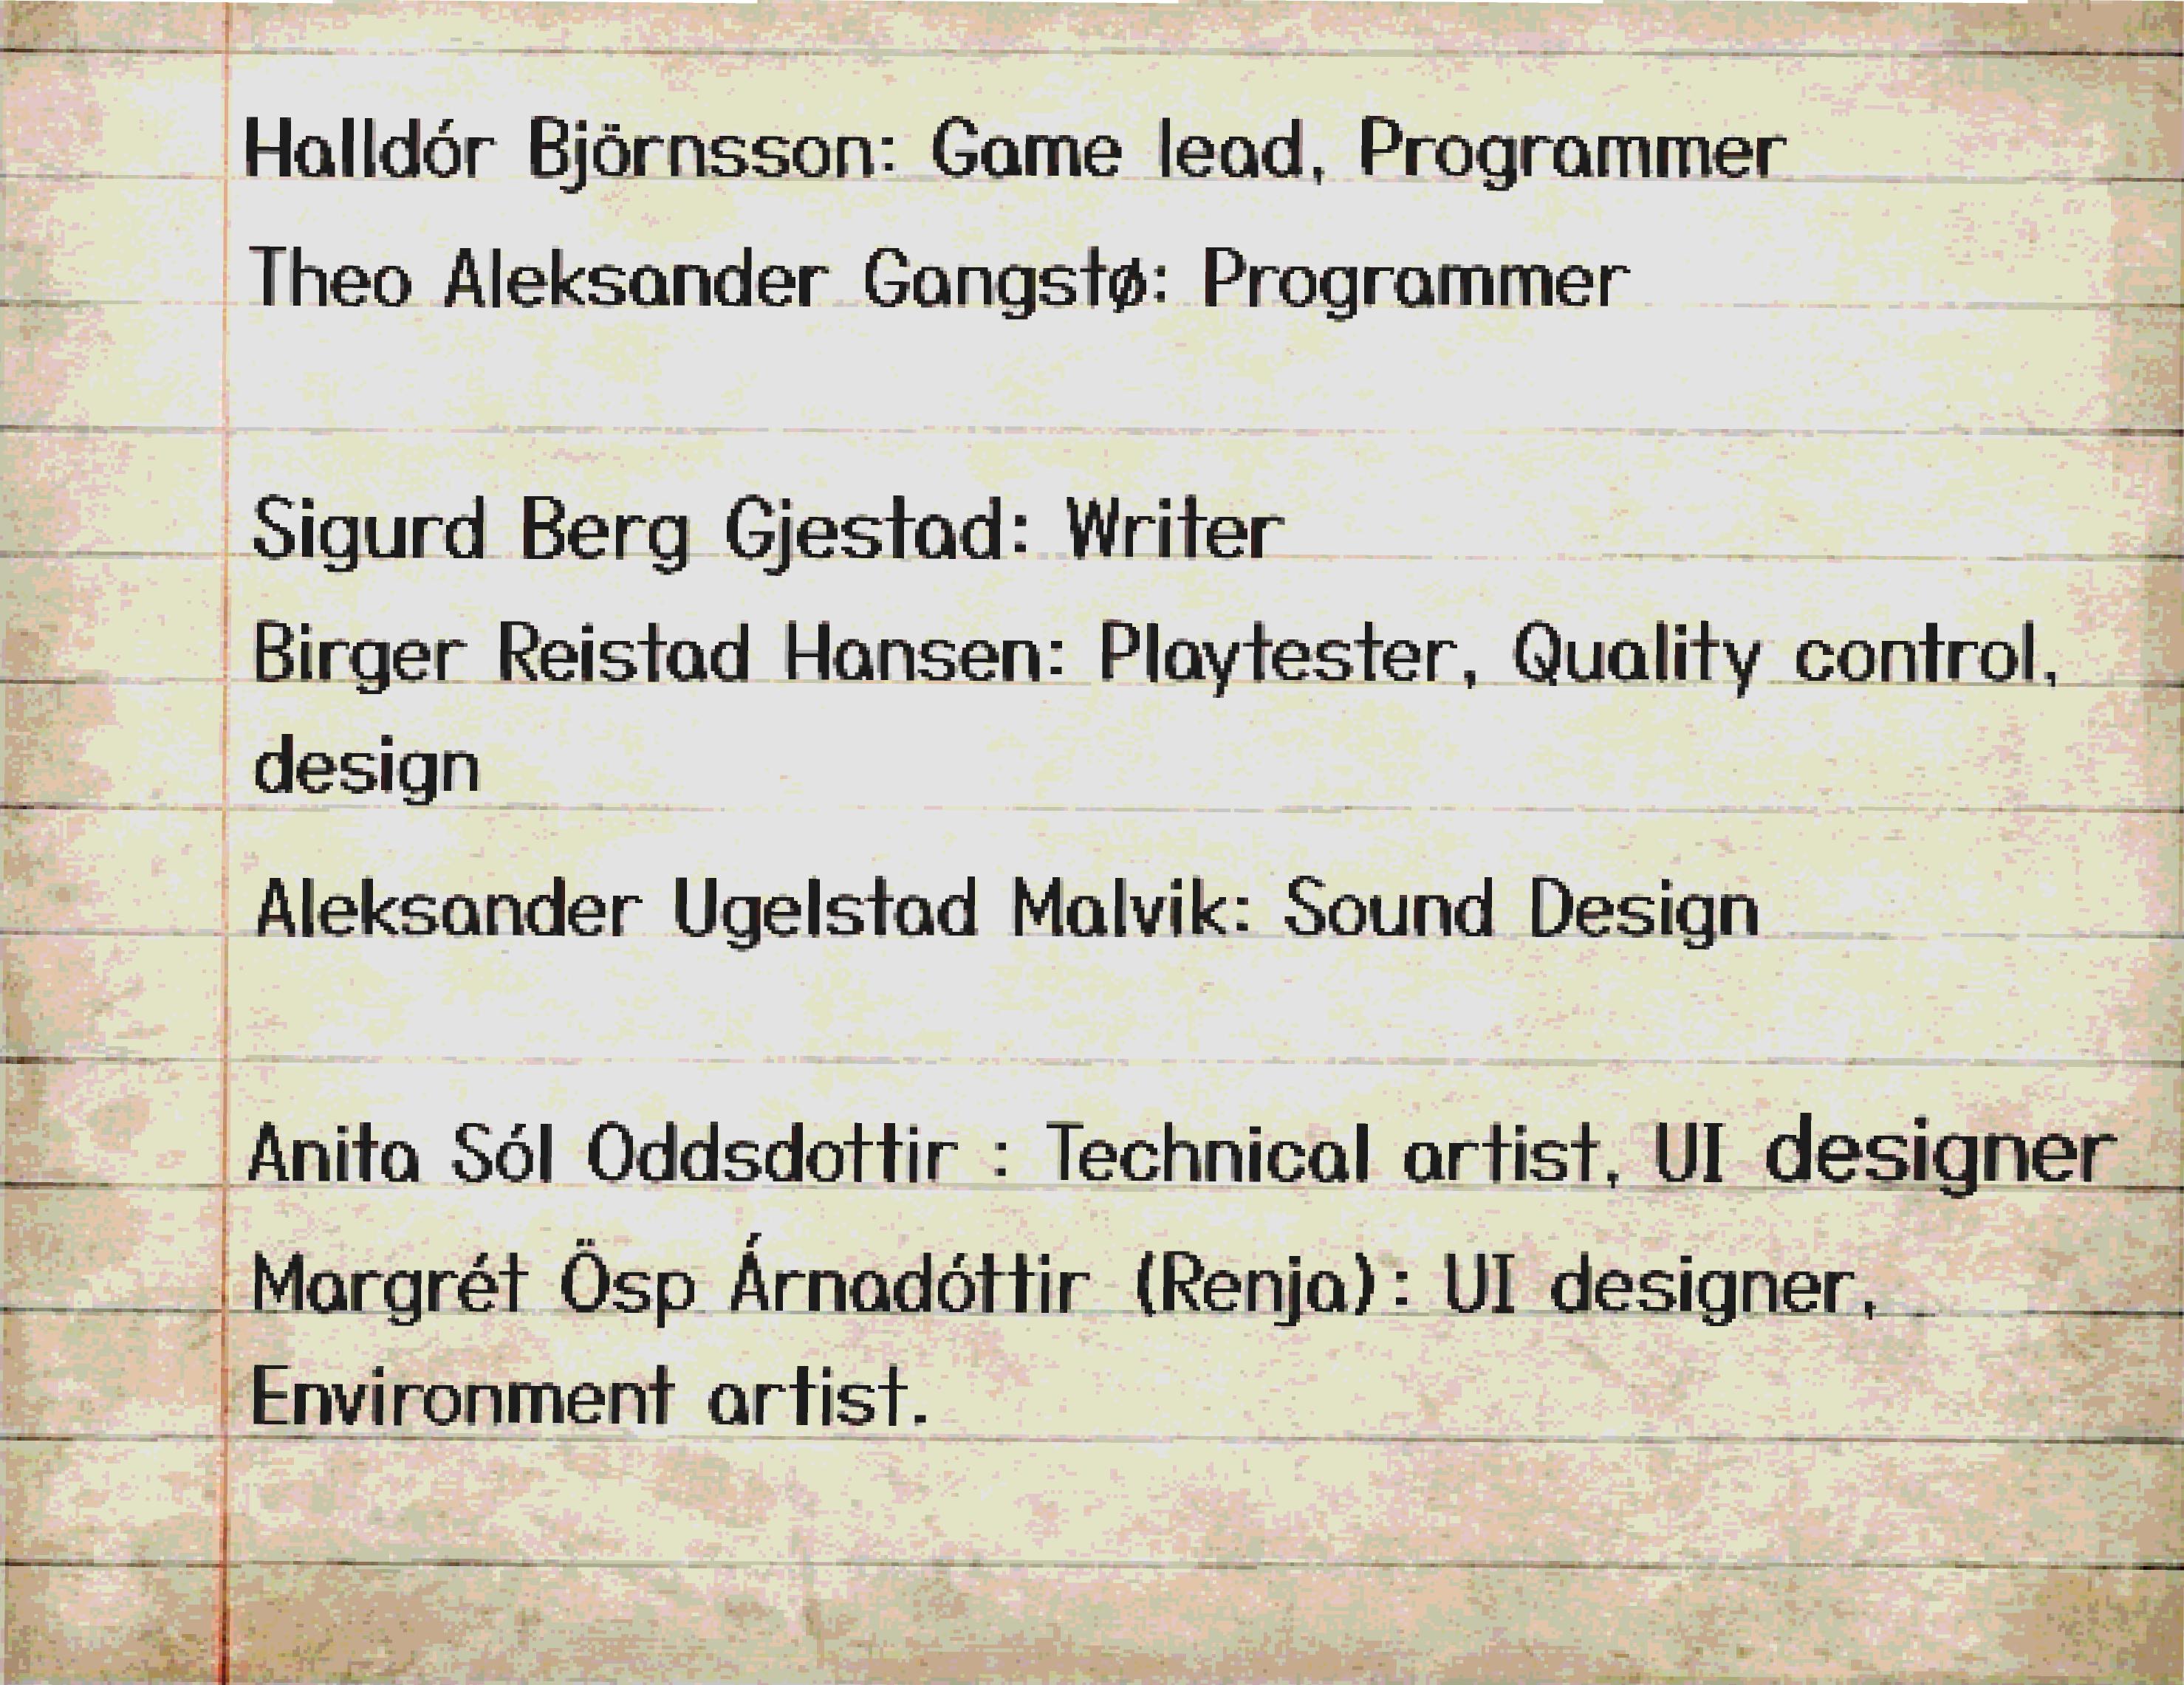 Halldór Björnsson: Game lead, Programmer
Theo Aleksander Gangstø: Programmer
Sigurd Berg Gjestad: Writer
Birger Reistad Hansen: Playtester, Quality control,
design
Aleksander Ugelstad Malvik: Sound Design
Anita Sól Oddsdottir : Technical artist, UI designer
Margrét Ösp Árnadóttir (Renja): UI designer,
Environment artist.